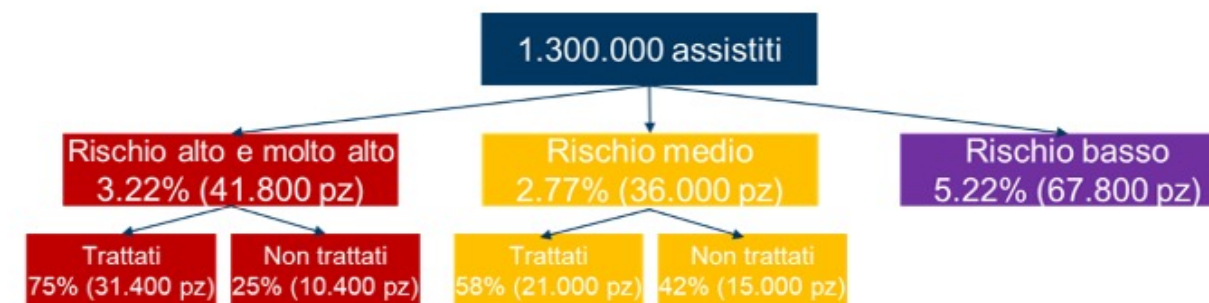 1.300.000 assistiti
Rischio alto e molto alto
3.22% (41.800 pz)
Rischio medio
2.77% (36.000 pz)
Rischio basso
5.22% (67.800 pz)
Trattati
75% (31.400 pz)
Non trattati
25% (10.400 pz)
Trattati
58% (21.000 pz)
Non trattati
42% (15.000 pz)